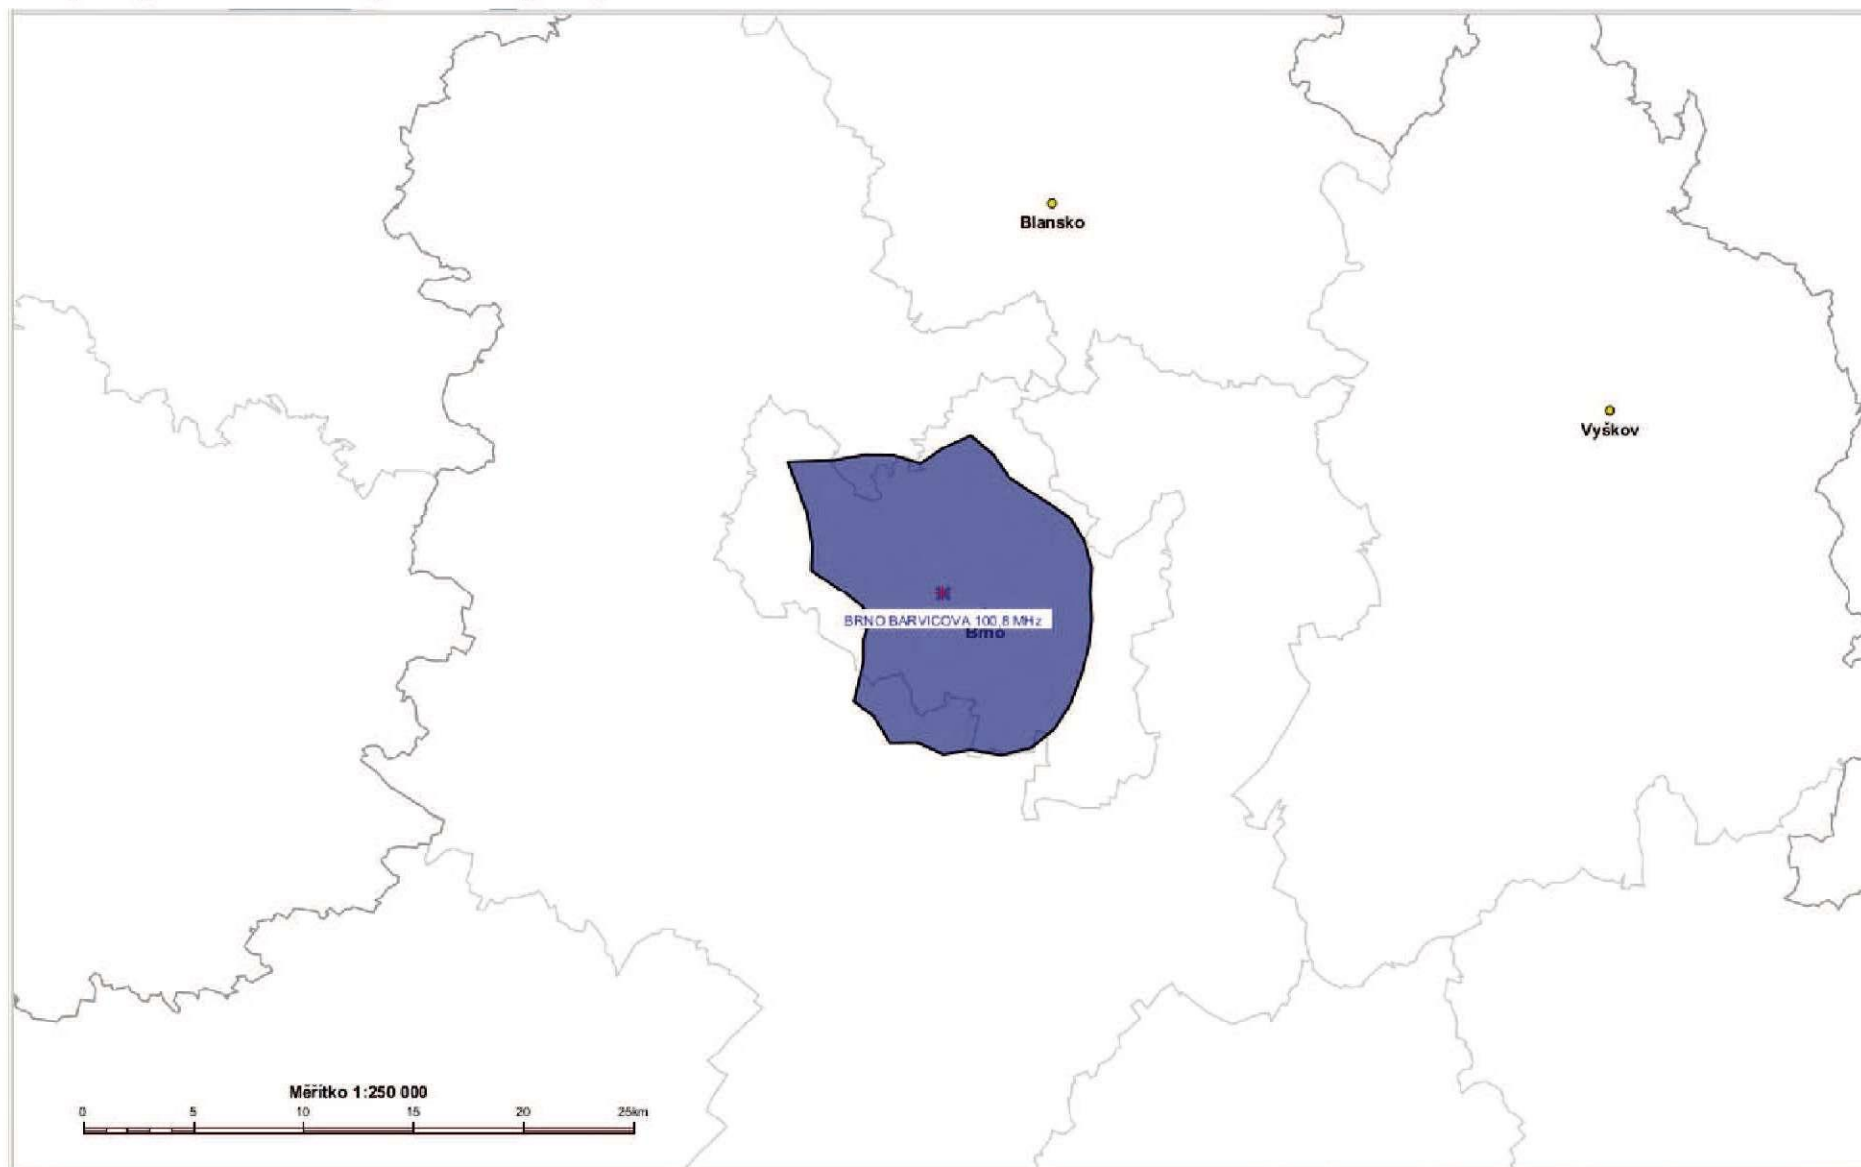 Blansko
Vyškov
BRNO BARVICOVA 100,8 MHz
Brno
Měřítko 1:250 000
0 5 10 15 20 25km